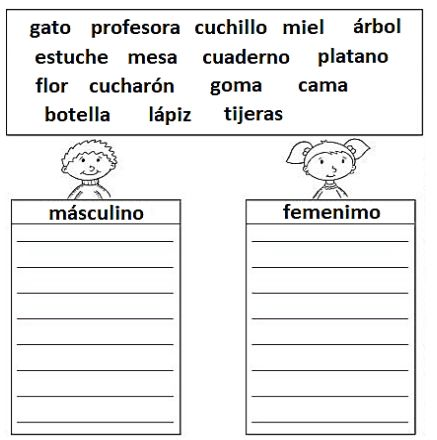 gato profesora cuchillo miel árbol
estuche mesa cuaderno platano
flor cucharón goma cama
botella lápiz tijeras
másculino
femenimo